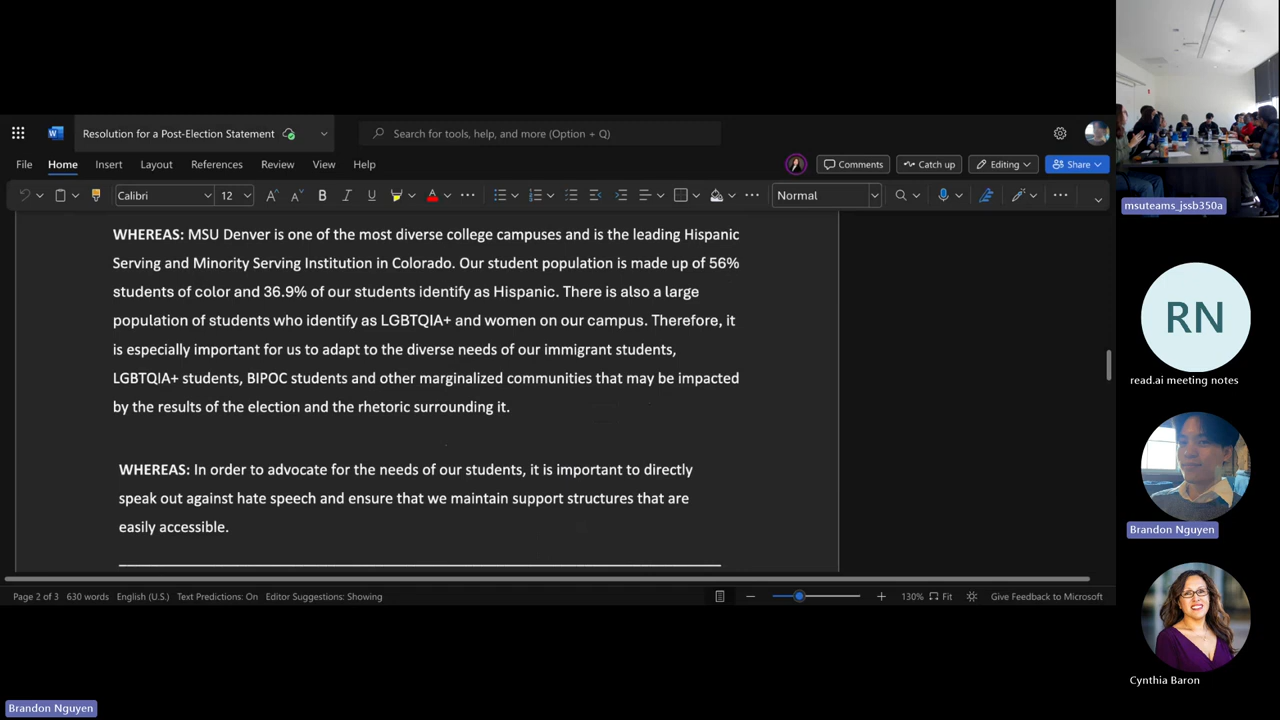 Resolution for a Post-Election Statement
Search for tools, help, and more (Option + Q)
File Home Insert Layout References Review View Help
Comments Catch up Editing Share
Calibri 12 B I U A Normal
WHEREAS: MSU Denver is one of the most diverse college campuses and is the leading Hispanic
Serving and Minority Serving Institution in Colorado. Our student population is made up of 56%
students of color and 36.9% of our students identify as Hispanic. There is also a large
population of students who identify as LGBTQIA+ and women on our campus. Therefore, it
is especially important for us to adapt to the diverse needs of our immigrant students,
LGBTQIA+ students, BIPOC students and other marginalized communities that may be impacted
by the results of the election and the rhetoric surrounding it.
WHEREAS: In order to advocate for the needs of our students, it is important to directly
speak out against hate speech and ensure that we maintain support structures that are
easily accessible.
Page 2 of 3 630 words English (U.S.) Text Predictions: On Editor Suggestions: Showing
130% Fit Give Feedback to Microsoft
msuteams_jssb350a
RN
read.ai meeting notes
Brandon Nguyen
Cynthia Baron
Brandon Nguyen